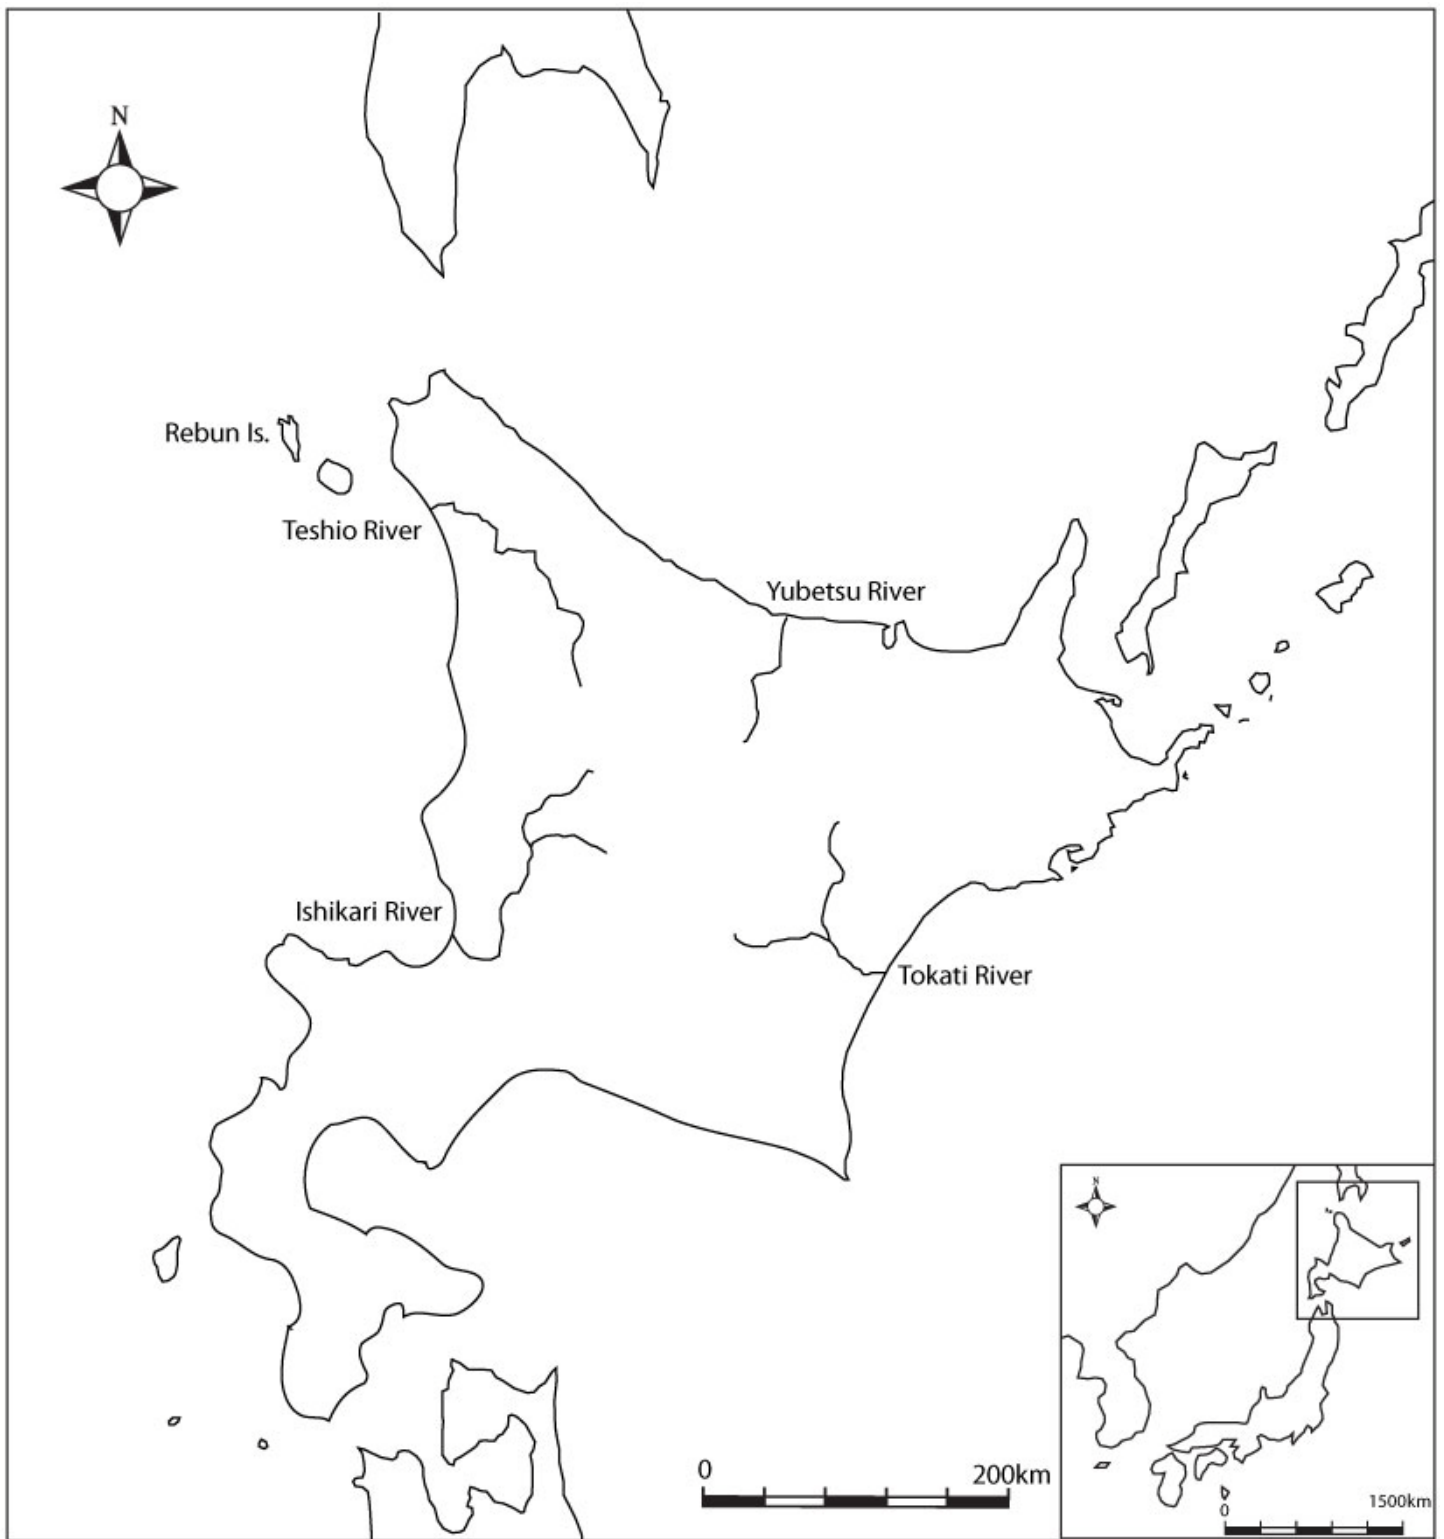 N
Rebun Is.
Teshio River
Yubetsu River
Ishikari River
Tokati River
0
200km
N
0
1500km